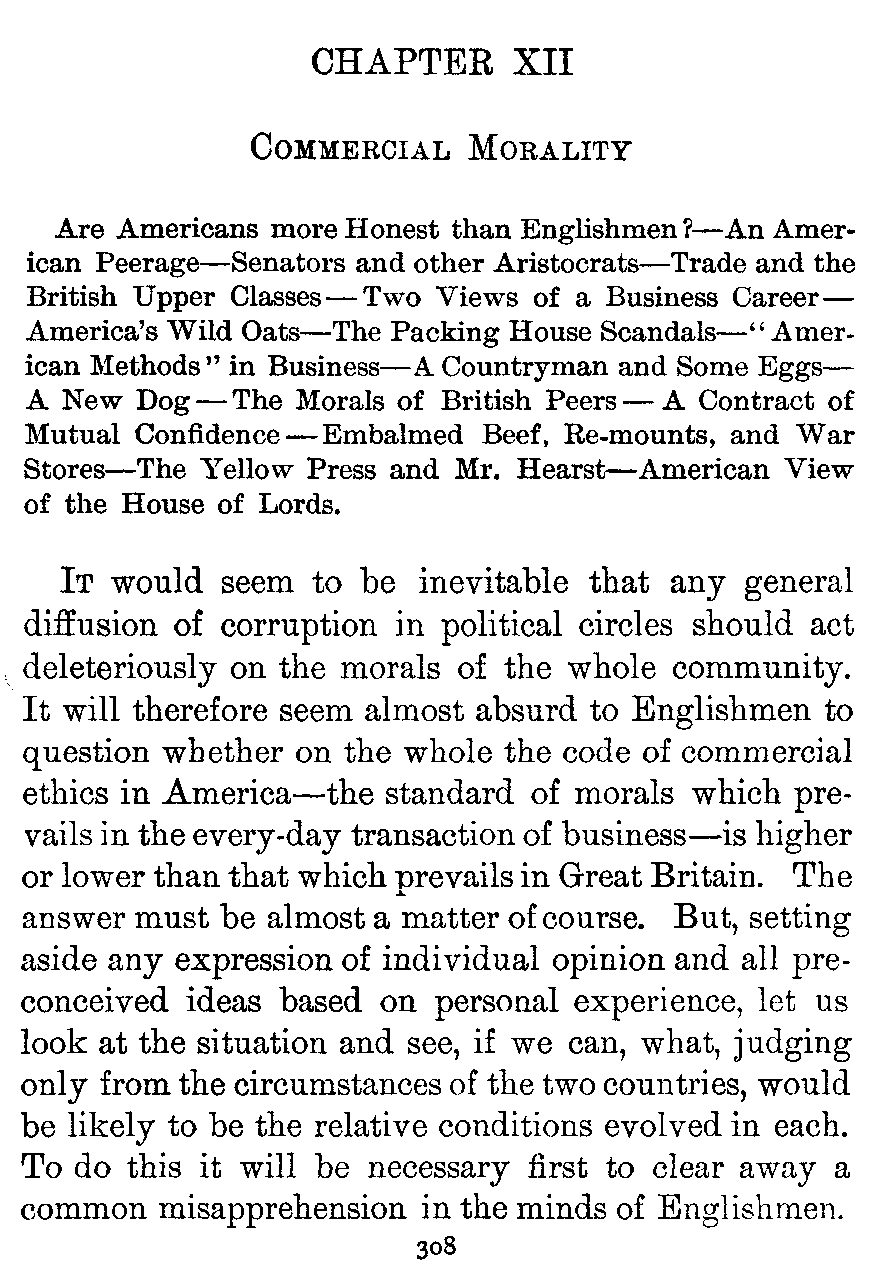 CHAPTER XII
COMMERCIAL MORALITY
Are Americans more Honest than Englishmen?—An Amer-
ican Peerage—Senators and other Aristocrats—Trade and the
British Upper Classes—Two Views of a Business Career—
America's Wild Oats—The Packing House Scandals—"Amer-
ican Methods" in Business—A Countryman and Some Eggs—
A New Dog—The Morals of British Peers—A Contract of
Mutual Confidence—Embalmed Beef, Re-mounts, and War
Stores—The Yellow Press and Mr. Hearst—American View
of the House of Lords.
IT would seem to be inevitable that any general
diffusion of corruption in political circles should act
deleteriously on the morals of the whole community.
It will therefore seem almost absurd to Englishmen to
question whether on the whole the code of commercial
ethics in America—the standard of morals which pre-
vails in the every-day transaction of business—is higher
or lower than that which prevails in Great Britain. The
answer must be almost a matter of course. But, setting
aside any expression of individual opinion and all pre-
conceived ideas based on personal experience, let us
look at the situation and see, if we can, what, judging
only from the circumstances of the two countries, would
be likely to be the relative conditions evolved in each.
To do this it will be necessary first to clear away a
common misapprehension in the minds of Englishmen.
308